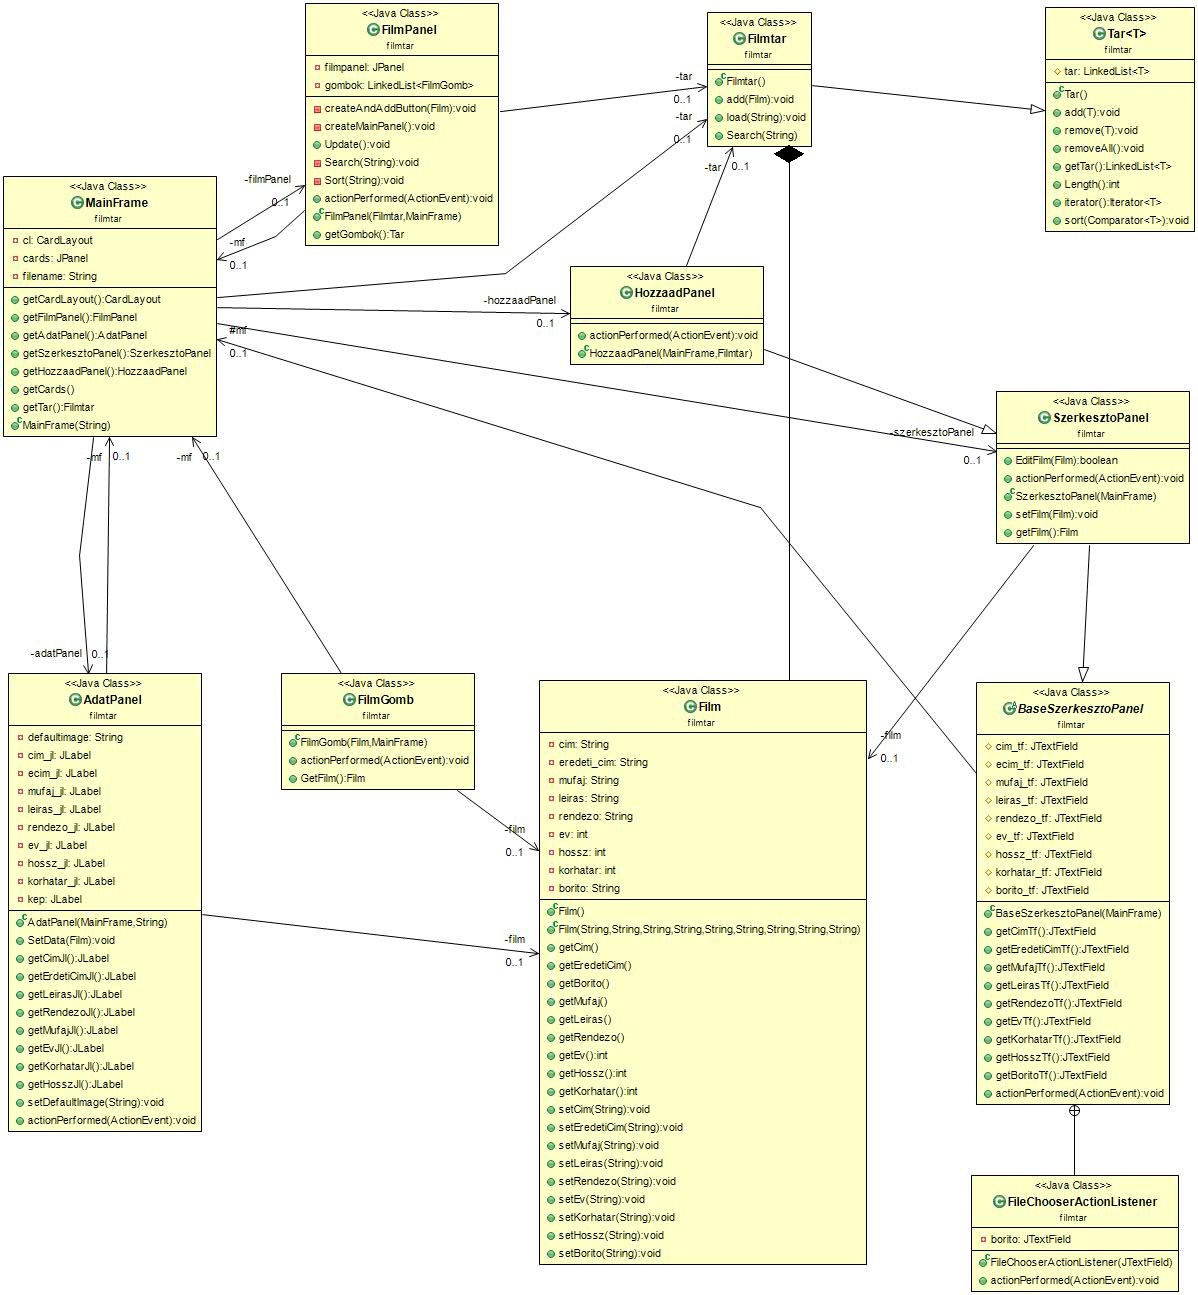 <<Java Class>>
FilmPanel
filmtar
filmpanel: JPanel
gombok: LinkedList<FilmGomb>
createAndAddButton(Film):void
createMainPanel():void
Update():void
Search(String):void
Sort(String):void
actionPerformed(ActionEvent):void
FilmPanel(Filmtar,MainFrame)
getGombok():Tar
<<Java Class>>
Filmtar
filmtar
Filmtar()
add(Film):void
load(String):void
Search(String)
<<Java Class>>
Tar<T>
filmtar
tar: LinkedList<T>
Tar()
add(T):void
remove(T):void
removeAll():void
getTar():LinkedList<T>
Length():int
iterator():Iterator<T>
sort(Comparator<T>):void
-tar
0..1
-tar
0..1
-tar
0..1
<<Java Class>>
MainFrame
filmtar
cl: CardLayout
cards: JPanel
filename: String
getCardLayout():CardLayout
getFilmPanel():FilmPanel
getAdatPanel():AdatPanel
getSzerkesztoPanel():SzerkesztoPanel
getHozzaadPanel():HozzaadPanel
getCards()
getTar():Filmtar
MainFrame(String)
-filmPanel
0..1
-mf
0..1
-hozzaadPanel
0..1
#mf
0..1
<<Java Class>>
HozzaadPanel
filmtar
actionPerformed(ActionEvent):void
HozzaadPanel(MainFrame,Filmtar)
-szerkesztoPanel
0..1
<<Java Class>>
SzerkesztoPanel
filmtar
EditFilm(Film):boolean
actionPerformed(ActionEvent):void
SzerkesztoPanel(MainFrame)
setFilm(Film):void
getFilm():Film
-mf
0..1
-mf
0..1
-adatPanel
0..1
<<Java Class>>
AdatPanel
filmtar
defaultimage: String
cim_jl: JLabel
ecim_jl: JLabel
mufaj_jl: JLabel
leiras_jl: JLabel
rendezo_jl: JLabel
ev_jl: JLabel
hossz_jl: JLabel
korhatar_jl: JLabel
kep: JLabel
AdatPanel(MainFrame,String)
SetData(Film):void
getCimJl():JLabel
getErdetiCimJl():JLabel
getLeirasJl():JLabel
getRendezoJl():JLabel
getMufajJl():JLabel
getEvJl():JLabel
getKorhatarJl():JLabel
getHosszJl():JLabel
setDefaultImage(String):void
actionPerformed(ActionEvent):void
<<Java Class>>
FilmGomb
filmtar
FilmGomb(Film,MainFrame)
actionPerformed(ActionEvent):void
GetFilm():Film
-film
0..1
-film
0..1
-film
0..1
<<Java Class>>
Film
filmtar
cim: String
eredeti_cim: String
mufaj: String
leiras: String
rendezo: String
ev: int
hossz: int
korhatar: int
borito: String
Film()
Film(String,String,String,String,String,String,String,String,String)
getCim()
getEredetiCim()
getBorito()
getMufaj()
getLeiras()
getRendezo()
getEv():int
getHossz():int
getKorhatar():int
setCim(String):void
setEredetiCim(String):void
setMufaj(String):void
setLeiras(String):void
setRendezo(String):void
setEv(String):void
setKorhatar(String):void
setHossz(String):void
setBorito(String):void
<<Java Class>>
BaseSzerkesztoPanel
filmtar
cim_tf: JTextField
ecim_tf: JTextField
mufaj_tf: JTextField
leiras_tf: JTextField
rendezo_tf: JTextField
ev_tf: JTextField
hossz_tf: JTextField
korhatar_tf: JTextField
borito_tf: JTextField
BaseSzerkesztoPanel(MainFrame)
getCimTf():JTextField
getEredetiCimTf():JTextField
getMufajTf():JTextField
getLeirasTf():JTextField
getRendezoTf():JTextField
getEvTf():JTextField
getKorhatarTf():JTextField
getHosszTf():JTextField
getBoritoTf():JTextField
actionPerformed(ActionEvent):void
<<Java Class>>
FileChooserActionListener
filmtar
borito: JTextField
FileChooserActionListener(JTextField)
actionPerformed(ActionEvent):void